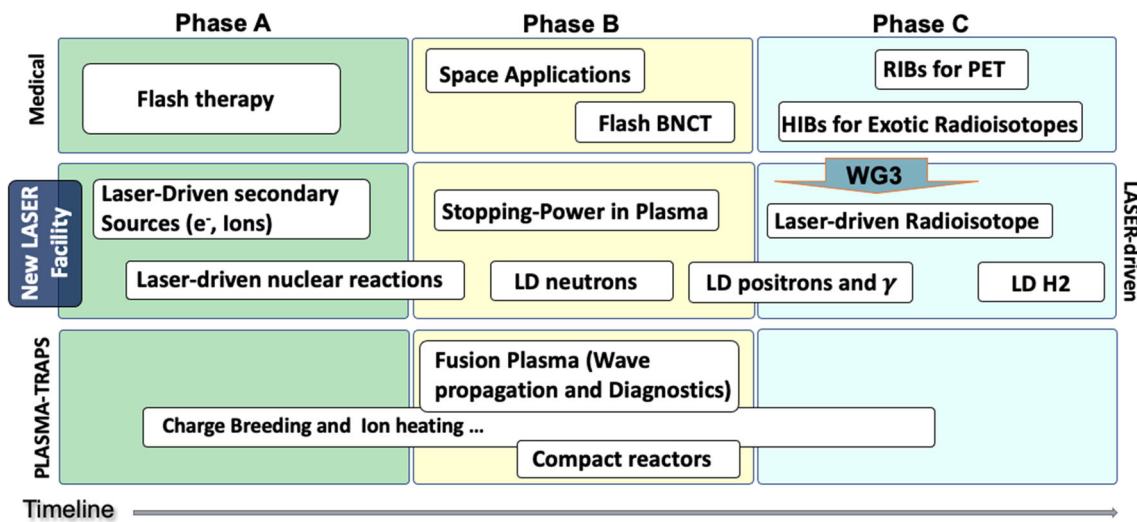 Phase A
Phase B
Phase C
Medical
Flash therapy
Space Applications
Flash BNCT
RIBs for PET
HIBs for Exotic Radioisotopes
New LASER
Facility
Laser-Driven secondary
Sources (e⁻, Ions)
Laser-driven nuclear reactions
Stopping-Power in Plasma
LD neutrons
WG3
Laser-driven Radioisotope
LD positrons and γ
LD H2
LASER-driven
PLASMA-TRAPS
Fusion Plasma (Wave
propagation and Diagnostics)
Charge Breeding and Ion heating ...
Compact reactors
Timeline